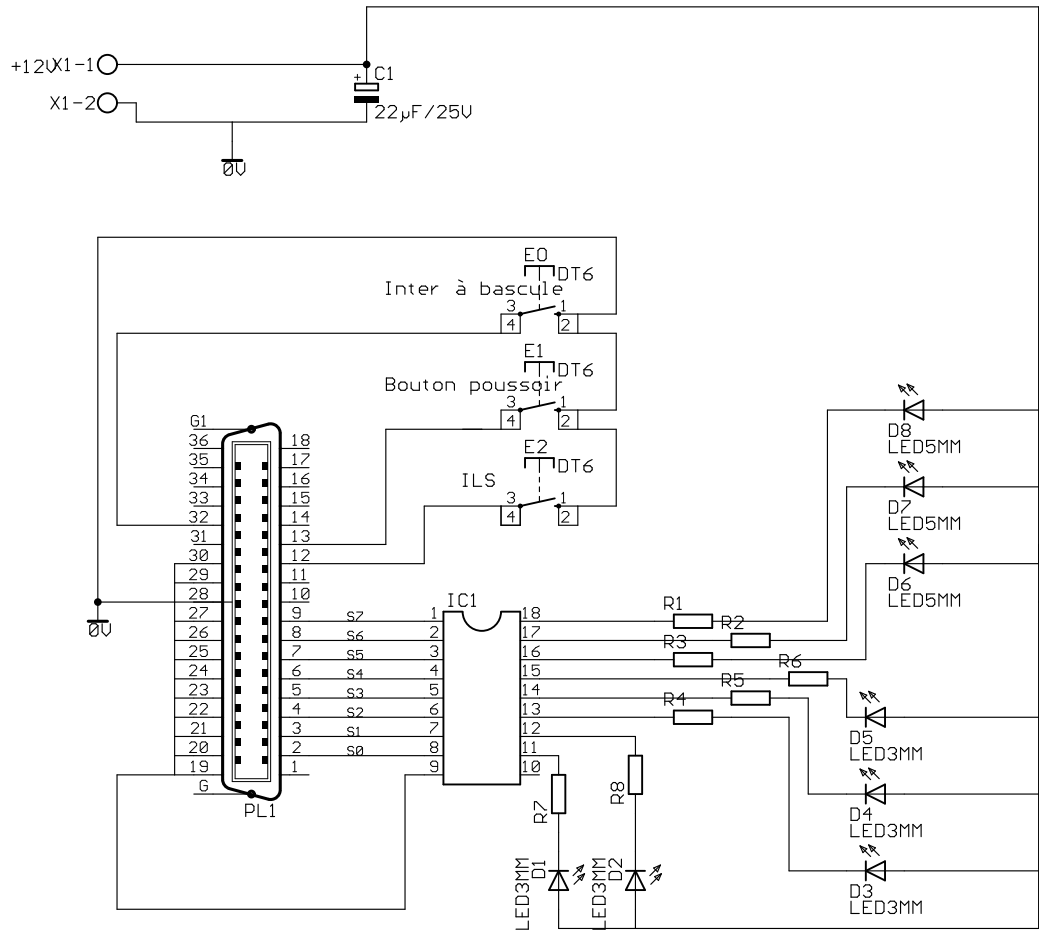 +12V X1-1
C1
X1-2
22µF/25V
0V
E0
DT6
Inter à bascule
3 1
4 2
E1
DT6
Bouton poussoir
3 1
4 2
E2
DT6
ILS
3 1
4 2
G1
36 18
35 17
34 16
33 15
32 14
31 13
30 12
29 11
28 10
27 9 S7
26 8 S6
25 7 S5
24 6 S4
23 5 S3
22 4 S2
21 3 S1
20 2 S0
19 1
G
PL1
0V
IC1
1 18
2 17
3 16
4 15
5 14
6 13
7 12
8 11
9 10
R1
R2
R3
R6
R5
R4
R7
R8
D8
LED5MM
D7
LED5MM
D6
LED5MM
D5
LED3MM
D4
LED3MM
D3
LED3MM
LED3MM
D1
LED3MM
D2